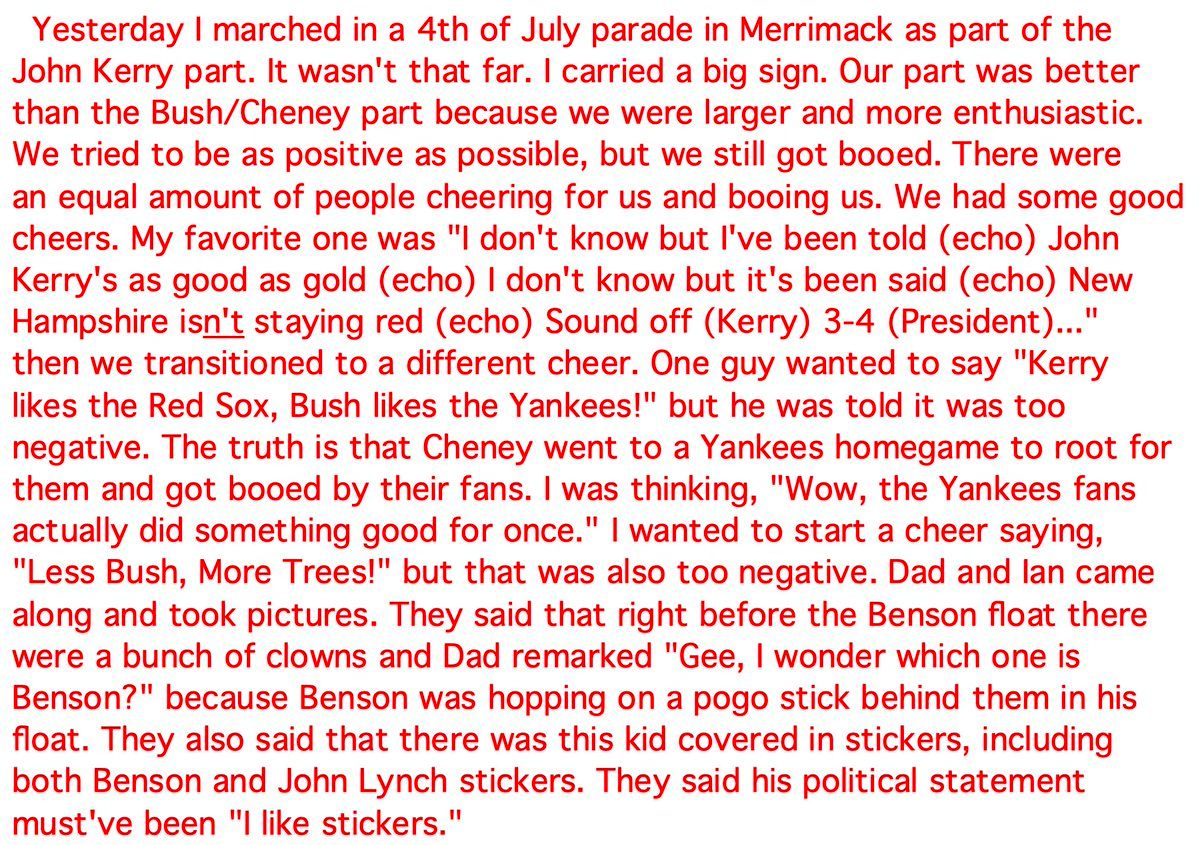 Yesterday I marched in a 4th of July parade in Merrimack as part of the
John Kerry part. It wasn't that far. I carried a big sign. Our part was better
than the Bush/Cheney part because we were larger and more enthusiastic.
We tried to be as positive as possible, but we still got booed. There were
an equal amount of people cheering for us and booing us. We had some good
cheers. My favorite one was "I don't know but I've been told (echo) John
Kerry's as good as gold (echo) I don't know but it's been said (echo) New
Hampshire isn't staying red (echo) Sound off (Kerry) 3-4 (President)..."
then we transitioned to a different cheer. One guy wanted to say "Kerry
likes the Red Sox, Bush likes the Yankees!" but he was told it was too
negative. The truth is that Cheney went to a Yankees homegame to root for
them and got booed by their fans. I was thinking, "Wow, the Yankees fans
actually did something good for once." I wanted to start a cheer saying,
"Less Bush, More Trees!" but that was also too negative. Dad and Ian came
along and took pictures. They said that right before the Benson float there
were a bunch of clowns and Dad remarked "Gee, I wonder which one is
Benson?" because Benson was hopping on a pogo stick behind them in his
float. They also said that there was this kid covered in stickers, including
both Benson and John Lynch stickers. They said his political statement
must've been "I like stickers."